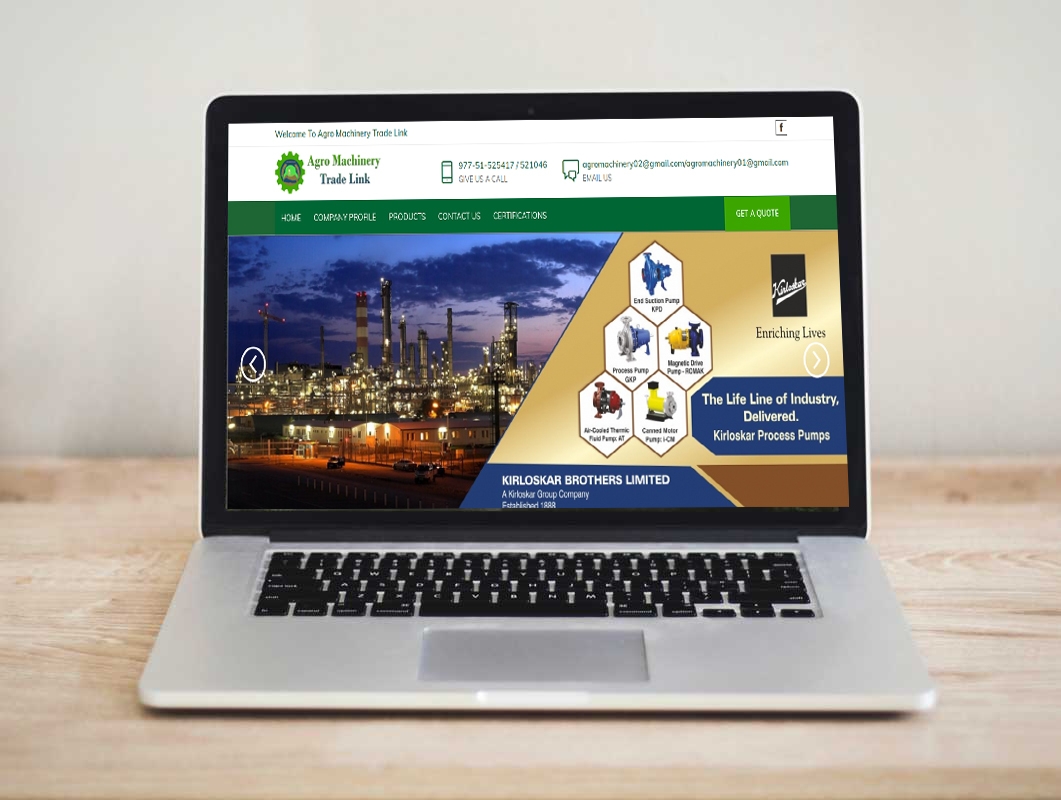 Welcome To Agro Machinery Trade Link
f
Agro Machinery
Trade Link
977-51-525417 / 521046
GIVE US A CALL
agromachinery02@gmail.com/agromachinery01@gmail.com
EMAIL US
HOME COMPANY PROFILE PRODUCTS CONTACT US CERTIFICATIONS
GET A QUOTE
End Suction Pump
KPD
Kirloskar
Enriching Lives
Process Pump
GKP
Magnetic Drive
Pump - ROMAK
Air-Cooled Thermic
Fluid Pump: AT
Canned Motor
Pump: i-CM
The Life Line of Industry,
Delivered.
Kirloskar Process Pumps
KIRLOSKAR BROTHERS LIMITED
A Kirloskar Group Company
Established 1888